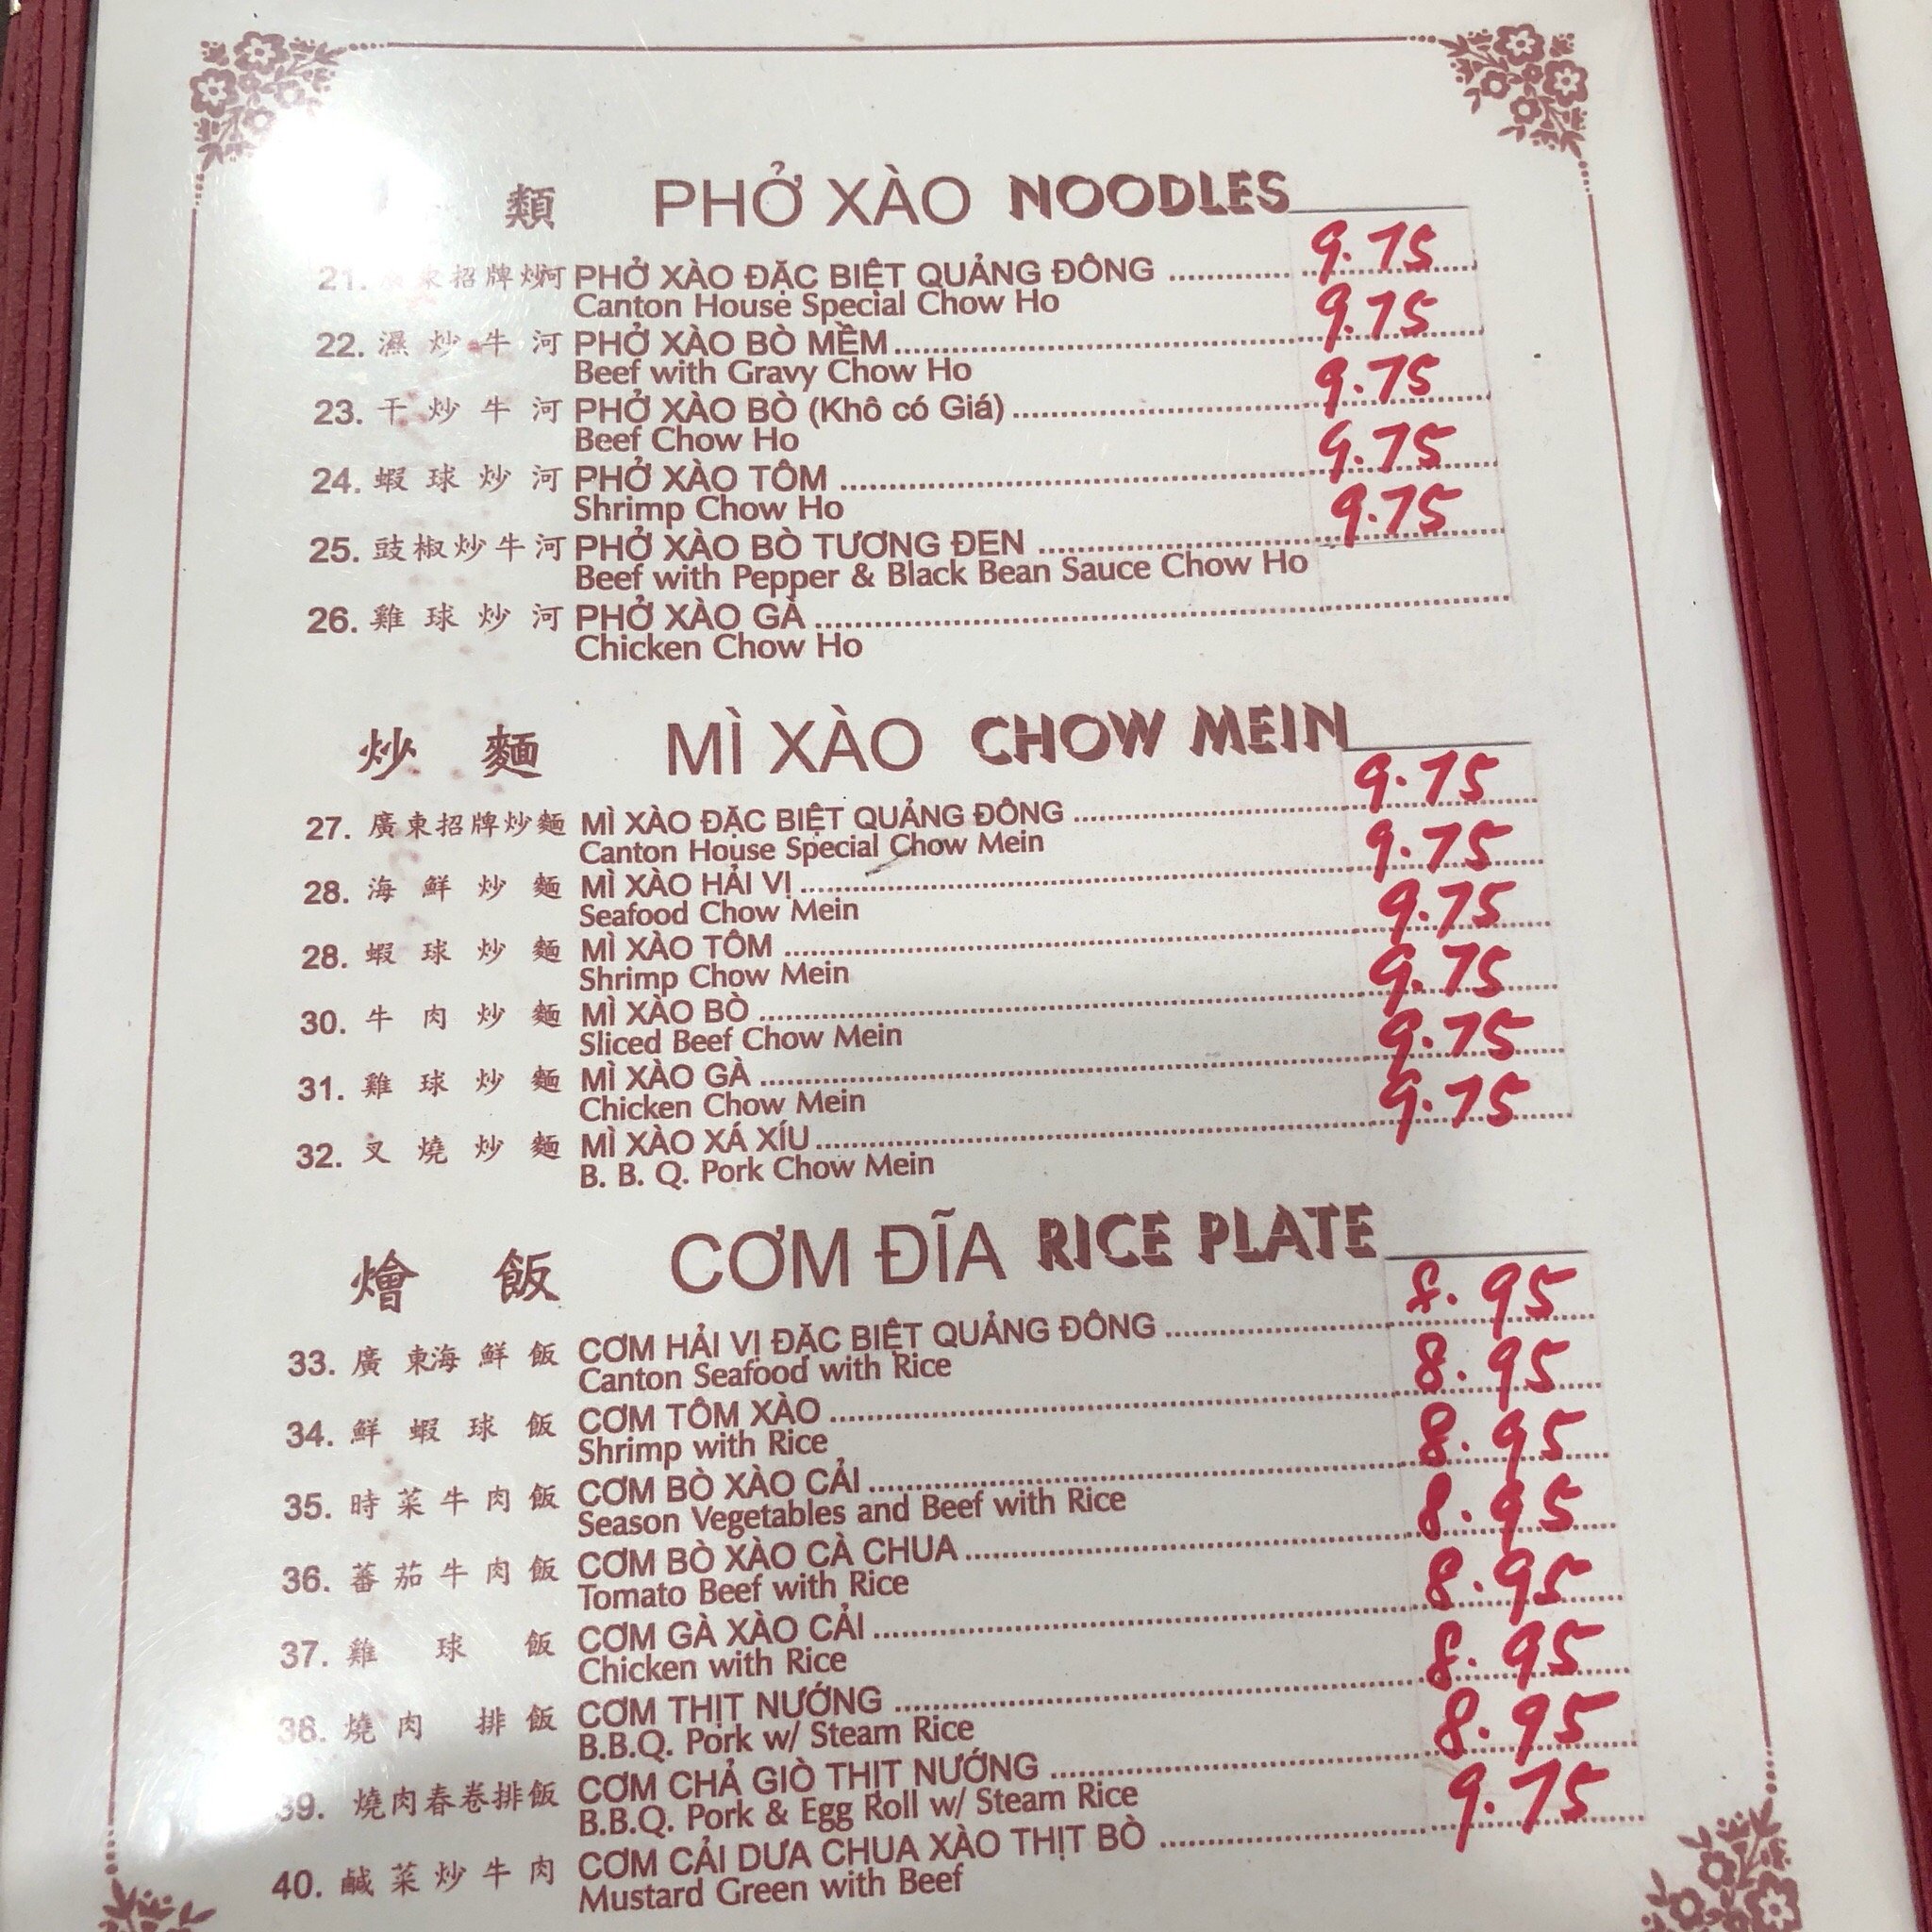 類 PHỞ XÀO NOODLES
21. 東招牌炒河 PHỞ XÀO ĐẶC BIỆT QUẢNG ĐÔNG 9.75
Canton House Special Chow Ho
22. 濕炒牛河 PHỞ XÀO BÒ MỀM 9.75
Beef with Gravy Chow Ho
23. 干炒牛河 PHỞ XÀO BÒ (Khô có Giá) 9.75
Beef Chow Ho
24. 蝦球炒河 PHỞ XÀO TÔM 9.75
Shrimp Chow Ho
25. 豉椒炒牛河 PHỞ XÀO BÒ TƯƠNG ĐEN 9.75
Beef with Pepper & Black Bean Sauce Chow Ho
26. 雞球炒河 PHỞ XÀO GÀ
Chicken Chow Ho
炒麵 MÌ XÀO CHOW MEIN
27. 廣東招牌炒麵 MÌ XÀO ĐẶC BIỆT QUẢNG ĐÔNG 9.75
Canton House Special Chow Mein
28. 海鮮炒麵 MÌ XÀO HẢI VỊ 9.75
Seafood Chow Mein
28. 蝦球炒麵 MÌ XÀO TÔM 9.75
Shrimp Chow Mein
30. 牛肉炒麵 MÌ XÀO BÒ 9.75
Sliced Beef Chow Mein
31. 雞球炒麵 MÌ XÀO GÀ 9.75
Chicken Chow Mein
32. 叉燒炒麵 MÌ XÀO XÁ XÍU 9.75
B. B. Q. Pork Chow Mein
燴飯 CƠM ĐĨA RICE PLATE
33. 廣東海鮮飯 CƠM HẢI VỊ ĐẶC BIỆT QUẢNG ĐÔNG 8.95
Canton Seafood with Rice
34. 鮮蝦球飯 CƠM TÔM XÀO 8.95
Shrimp with Rice
35. 時菜牛肉飯 CƠM BÒ XÀO CẢI 8.95
Season Vegetables and Beef with Rice
36. 蕃茄牛肉飯 CƠM BÒ XÀO CÀ CHUA 8.95
Tomato Beef with Rice
37. 雞球飯 CƠM GÀ XÀO CẢI 8.95
Chicken with Rice
38. 燒肉排飯 CƠM THỊT NƯỚNG 8.95
B.B.Q. Pork w/ Steam Rice
39. 燒肉春卷排飯 CƠM CHẢ GIÒ THỊT NƯỚNG 8.95
B.B.Q. Pork & Egg Roll w/ Steam Rice
40. 鹹菜炒牛肉 CƠM CẢI DƯA CHUA XÀO THỊT BÒ 9.75
Mustard Green with Beef